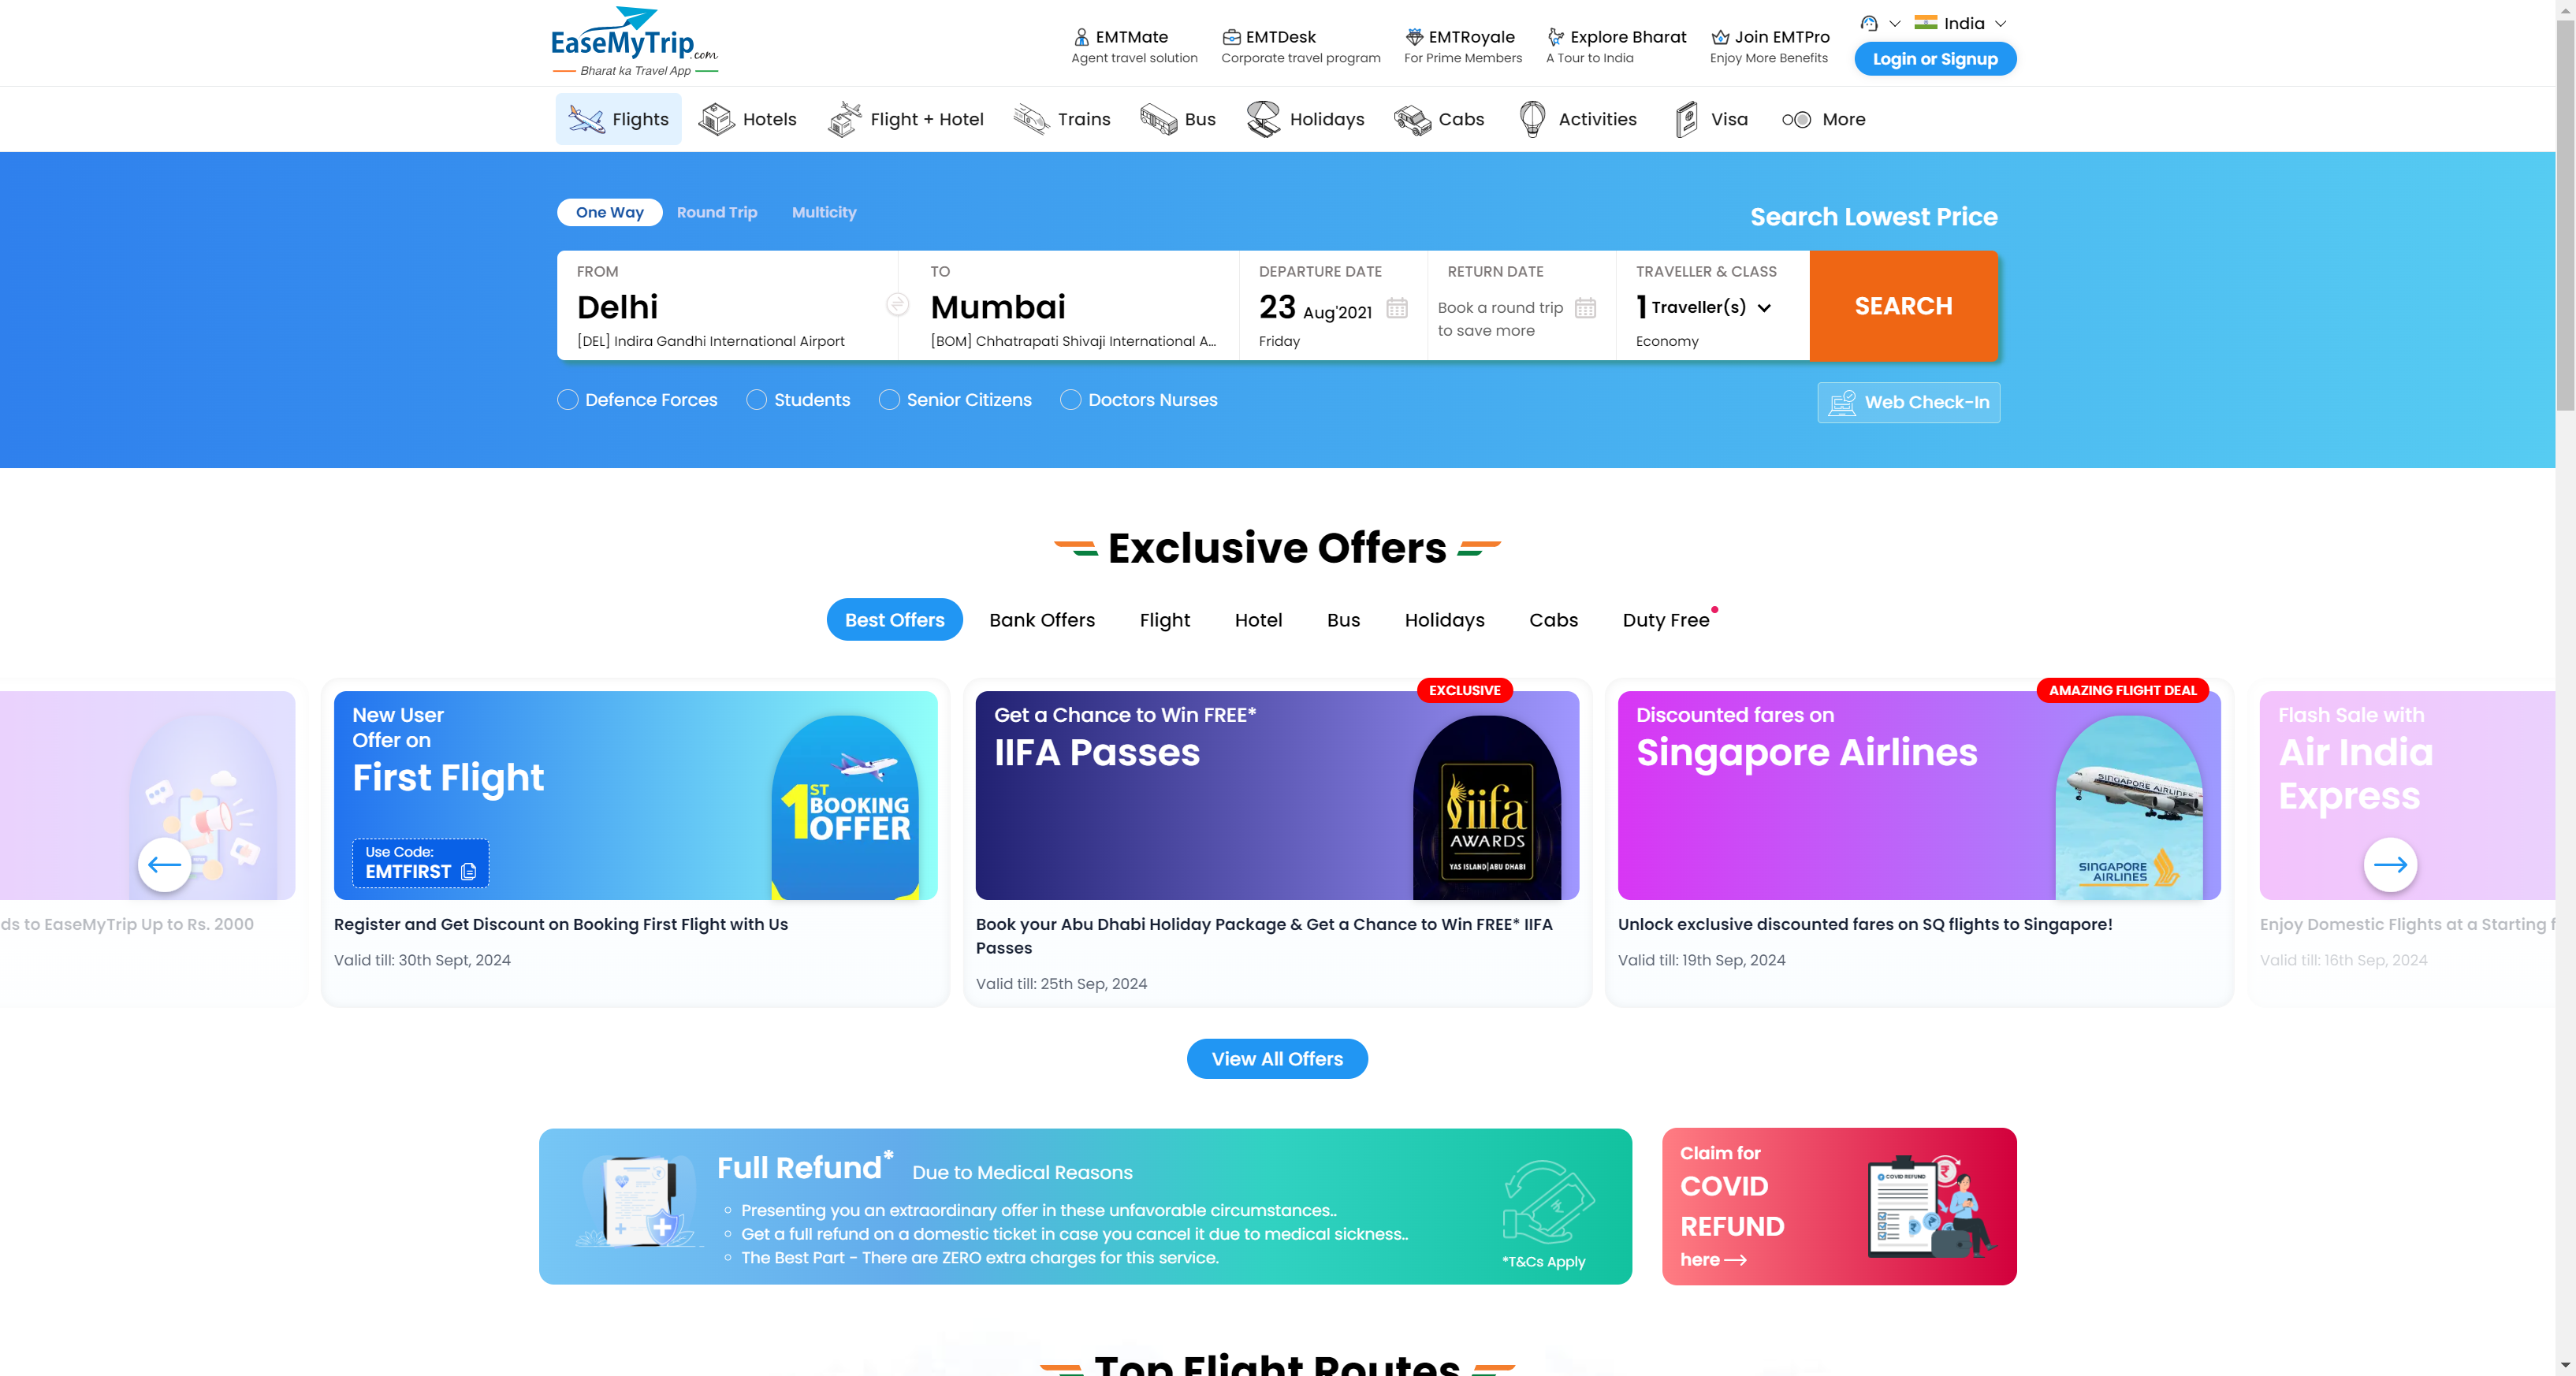 EaseMyTrip.com
Bharat ka Travel App
EMTMate
Agent travel solution
EMTDesk
Corporate travel program
EMTRoyale
For Prime Members
Explore Bharat
A Tour to India
Join EMTPro
Enjoy More Benefits
India
Login or Signup
Flights
Hotels
Flight + Hotel
Trains
Bus
Holidays
Cabs
Activities
Visa
More
One Way
Round Trip
Multicity
Search Lowest Price
FROM
Delhi
[DEL] Indira Gandhi International Airport
TO
Mumbai
[BOM] Chhatrapati Shivaji International A...
DEPARTURE DATE
23 Aug'2021
Friday
RETURN DATE
Book a round trip
to save more
TRAVELLER & CLASS
1 Traveller(s)
Economy
SEARCH
Defence Forces
Students
Senior Citizens
Doctors Nurses
Web Check-In
Exclusive Offers
Best Offers
Bank Offers
Flight
Hotel
Bus
Holidays
Cabs
Duty Free
ds to EaseMyTrip Up to Rs. 2000
New User
Offer on
First Flight
Use Code:
EMTFIRST
1ST
BOOKING
OFFER
Register and Get Discount on Booking First Flight with Us
Valid till: 30th Sept, 2024
EXCLUSIVE
Get a Chance to Win FREE*
IIFA Passes
iifa
AWARDS
YAS ISLAND|ABU DHABI
Book your Abu Dhabi Holiday Package & Get a Chance to Win FREE* IIFA
Passes
Valid till: 25th Sep, 2024
AMAZING FLIGHT DEAL
Discounted fares on
Singapore Airlines
SINGAPORE AIRLINES
SINGAPORE
AIRLINES
Unlock exclusive discounted fares on SQ flights to Singapore!
Valid till: 19th Sep, 2024
Flash Sale with
Air India
Express
Enjoy Domestic Flights at a Starting f
Valid till: 16th Sep, 2024
View All Offers
Full Refund*
Due to Medical Reasons
Presenting you an extraordinary offer in these unfavorable circumstances..
Get a full refund on a domestic ticket in case you cancel it due to medical sickness..
The Best Part - There are ZERO extra charges for this service.
*T&Cs Apply
Claim for
COVID
REFUND
here
COVID REFUND
Top Flight Routes